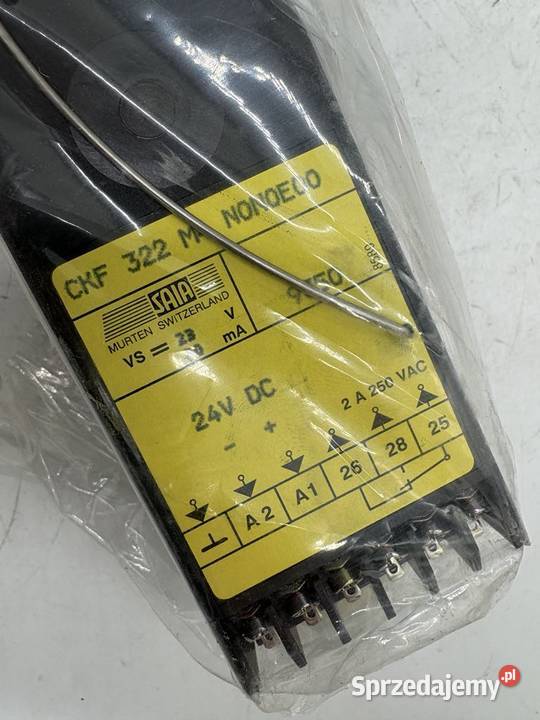 CKF 322 M NONOE00
SAIA
MURTEN SWITZERLAND
VS = 23 V
mA
24V DC
- +
2 A 250 VAC
A2 A1 26 28 25
Sprzedajemy.pl